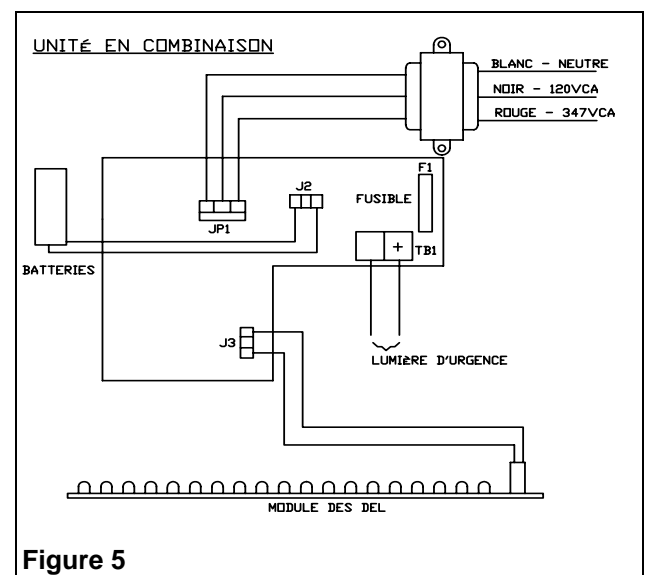 UNITÉ EN COMBINAISON
BLANC - NEUTRE
NOIR - 120VCA
ROUGE - 347VCA
F1
J2
FUSIBLE
JP1
+
TB1
BATTERIES
J3
LUMIÈRE D'URGENCE
MODULE DES DEL
Figure 5